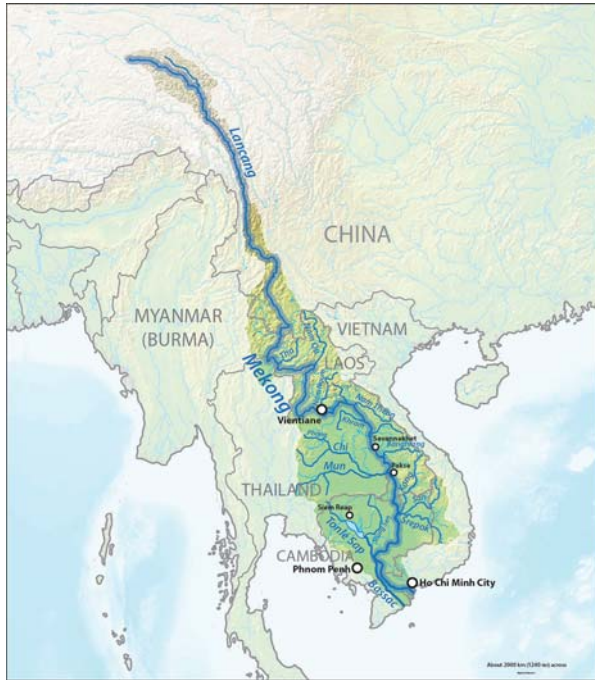 Lancang
CHINA
MYANMAR
(BURMA)
VIETNAM
LAOS
Tha
Mekong
Vientiane
Savannakhet
Chi
Mun
Pakse
THAILAND
Siem Reap
Tonle Sap
Srepok
CAMBODIA
Phnom Penh
Ho Chi Minh City
Bassac